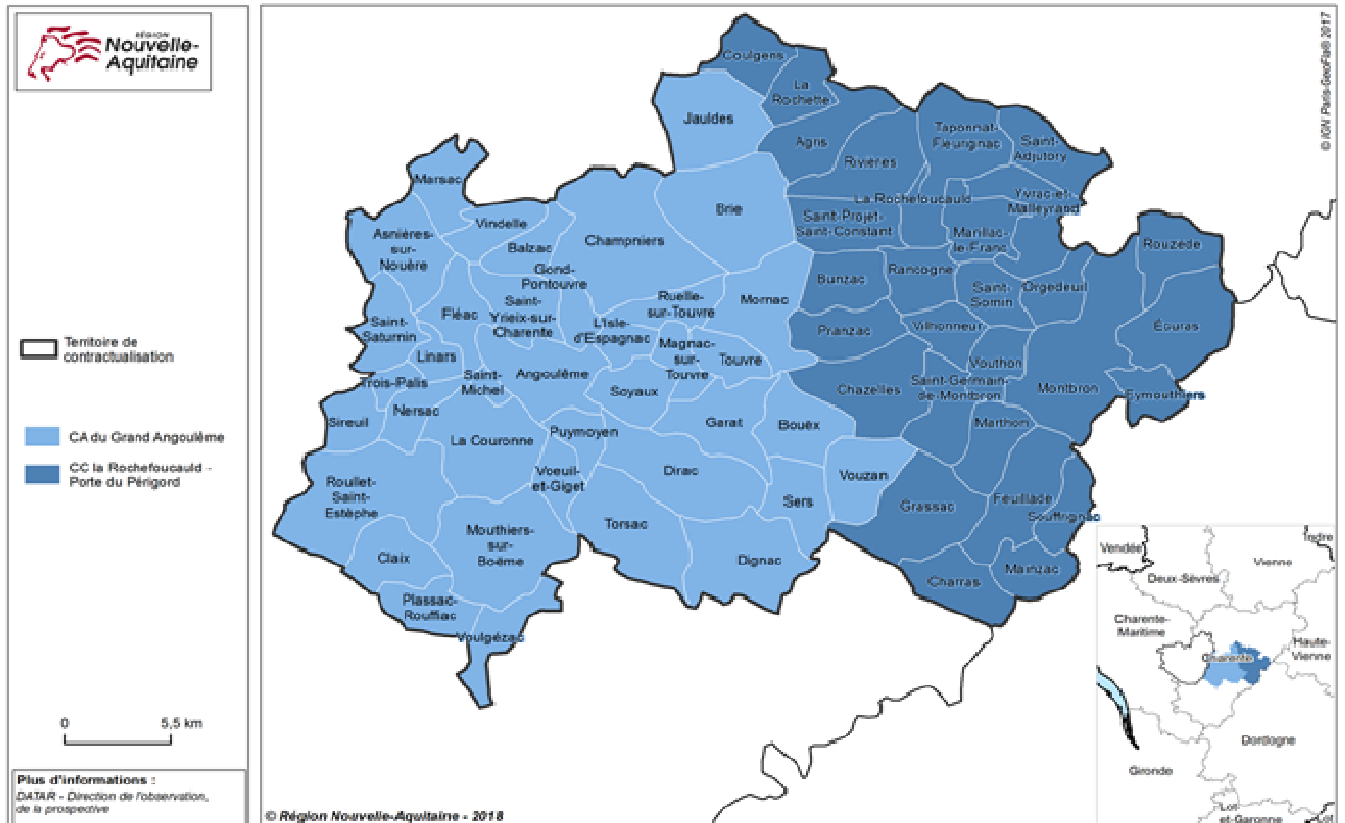 RÉGION
Nouvelle-
Aquitaine
Territoire de
contractualisation
CA du Grand Angoulême
CC la Rochefoucauld -
Porte du Périgord
0 5,5 km
Plus d'informations :
DATAR - Direction de l'observation,
de la prospective
© IGN Paris-GéoFla® 2017
Coulgens
La
Rochette
Jauldes
Agris
Rivières
Taponnat-
Fleurignac
Saint-
Adjutory
Marsac
Vindelle
Balzac
Champniers
Brie
La Rochefoucauld
Yvrac-et-
Malleyrand
Saint-Projet-
Saint-Constant
Marillac-
le-Franc
Rouzède
Asnières-
sur-
Nouère
Gond-
Pontouvre
Bunzac
Rancogne
Saint-
Sornin
Orgedeuil
Écuras
Fléac
Saint-
Yrieix-sur-
Charente
Ruelle-
sur-Touvre
Mornac
L'Isle-
d'Espagnac
Saint-
Saturnin
Linars
Magnac-
sur-
Touvre
Touvre
Pranzac
Vilhonneur
Vouthon
Trois-Palis
Saint-
Michel
Angoulême
Soyaux
Chazelles
Saint-Germain-
de-Montbron
Montbron
Eymouthiers
Sireuil
Nersac
La Couronne
Puymoyen
Garat
Bouëx
Marthon
Roullet-
Saint-
Estèphe
Voeuil-
et-Giget
Dirac
Sers
Vouzan
Grassac
Feuillade
Souffrignac
Claix
Mouthiers-
sur-
Boëme
Torsac
Dignac
Charras
Mainzac
Plassac-
Rouffiac
Voulgézac
Vendée
Indre
Vienne
Deux-Sèvres
Charente-
Maritime
Charente
Haute-
Vienne
Dordogne
Gironde
Lot-
et-Garonne
Lot
© Région Nouvelle-Aquitaine - 2018